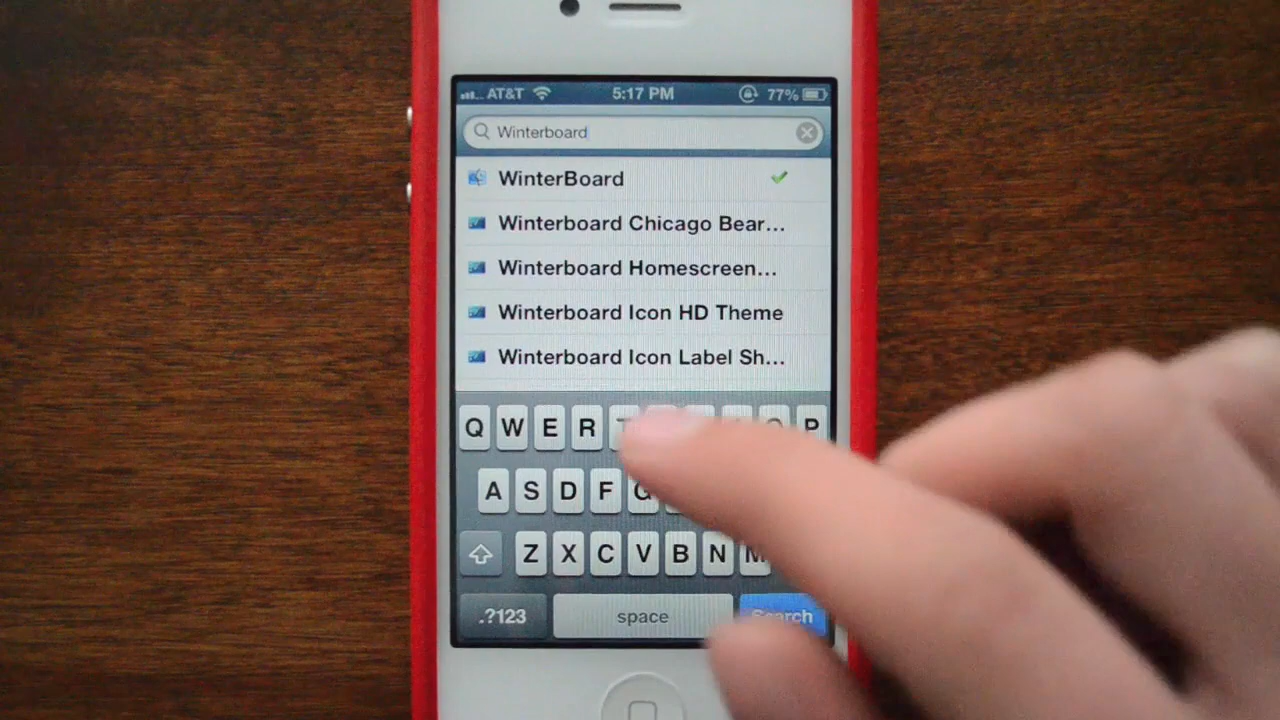 AT&T 5:17 PM 77%
Winterboard
WinterBoard
Winterboard Chicago Bear...
Winterboard Homescreen...
Winterboard Icon HD Theme
Winterboard Icon Label Sh...
Q W E R T P
A S D F G
Z X C V B N M
.?123 space Search